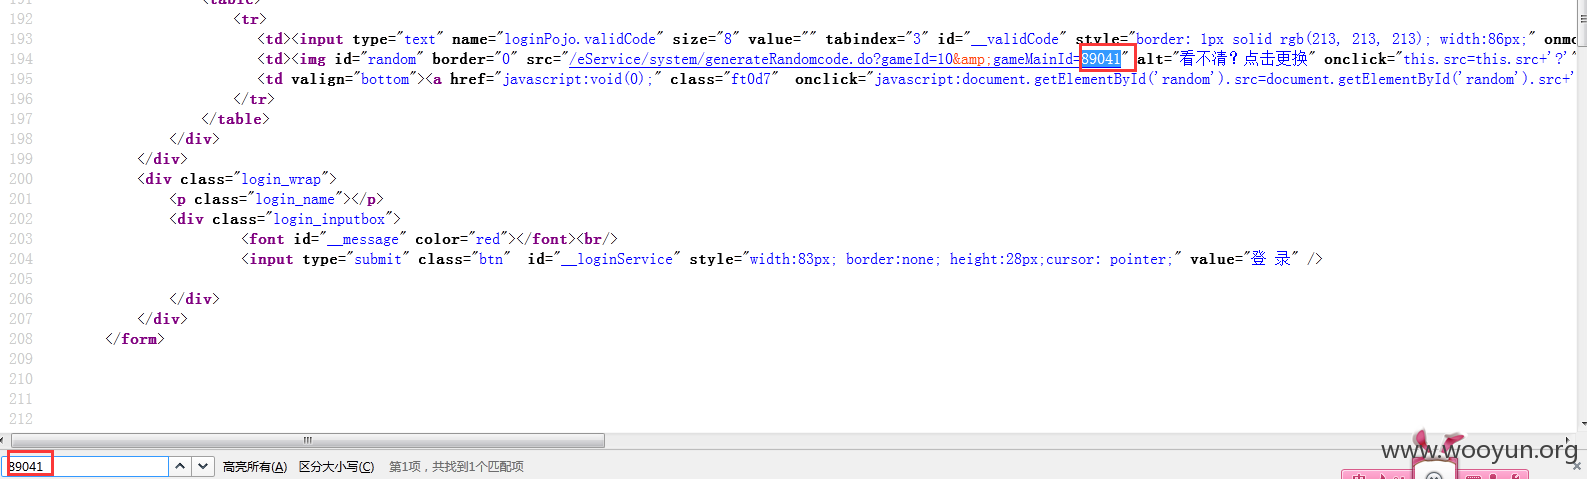 191 <table>
192 <tr>
193 <td><input type="text" name="loginPojo.validCode" size="8" value="" tabindex="3" id="__validCode" style="border: 1px solid rgb(213, 213, 213); width:86px;"
194 <td><img id="random" border="0" src="/eService/system/generateRandomcode.do?gameId=10&amp;gameMainId=89041" alt="看不清？点击更换" onclick="this.src=this.src+'?'"
195 <td valign="bottom"><a href="javascript:void(0);" class="ft0d7" onclick="javascript:document.getElementById('random').src=document.getElementById('random').src+'
196 </tr>
197 </table>
198 </div>
199 </div>
200 <div class="login_wrap">
201 <p class="login_name"></p>
202 <div class="login_inputbox">
203 <font id="__message" color="red"></font><br/>
204 <input type="submit" class="btn" id="__loginService" style="width:83px; border:none; height:28px;cursor: pointer;" value="登 录" />
205
206 </div>
207 </div>
208 </form>
209
210
211
212
www.wooyun.org
89041 高亮所有(A) 区分大小写(C) 第1项，共找到1个匹配项